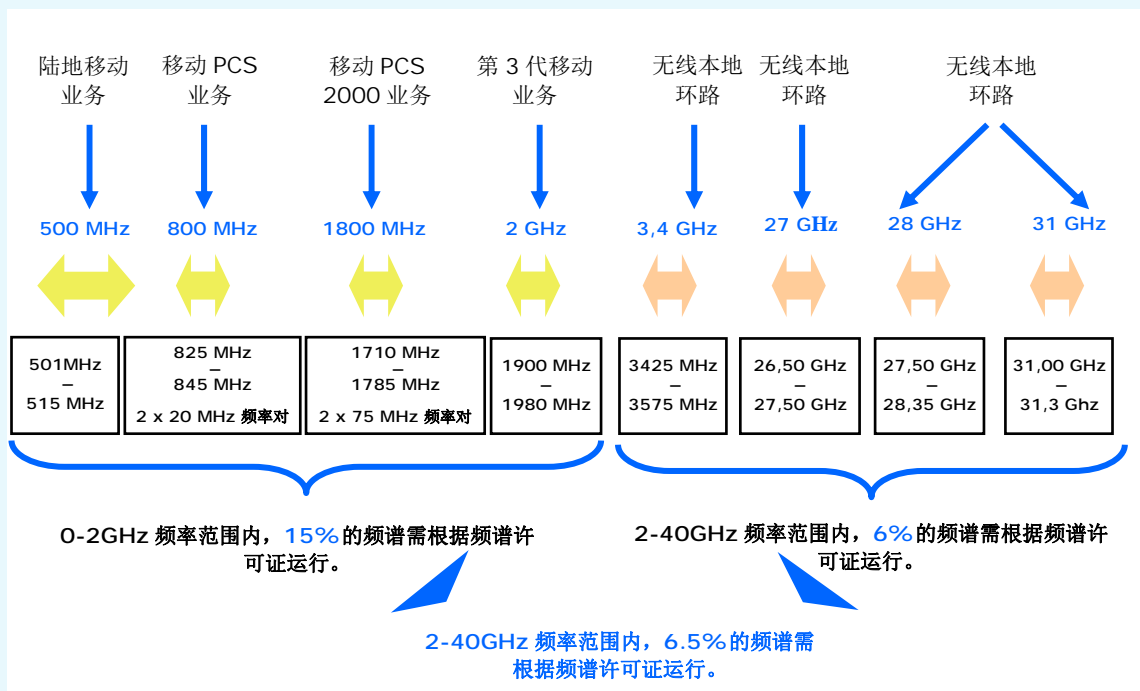 陆地移动
业务
移动 PCS
业务
移动 PCS
2000 业务
第 3 代移动
业务
无线本地
环路
无线本地
环路
无线本地
环路
500 MHz
800 MHz
1800 MHz
2 GHz
3,4 GHz
27 GHz
28 GHz
31 GHz
501MHz
–
515 MHz
825 MHz
–
845 MHz
2 x 20 MHz 频率对
1710 MHz
–
1785 MHz
2 x 75 MHz 频率对
1900 MHz
–
1980 MHz
3425 MHz
–
3575 MHz
26,50 GHz
–
27,50 GHz
27,50 GHz
–
28,35 GHz
31,00 GHz
–
31,3 Ghz
0-2GHz 频率范围内，15%的频谱需根据频谱许
可证运行。
2-40GHz 频率范围内，6%的频谱需根据频谱许
可证运行。
2-40GHz 频率范围内，6.5%的频谱需
根据频谱许可证运行。